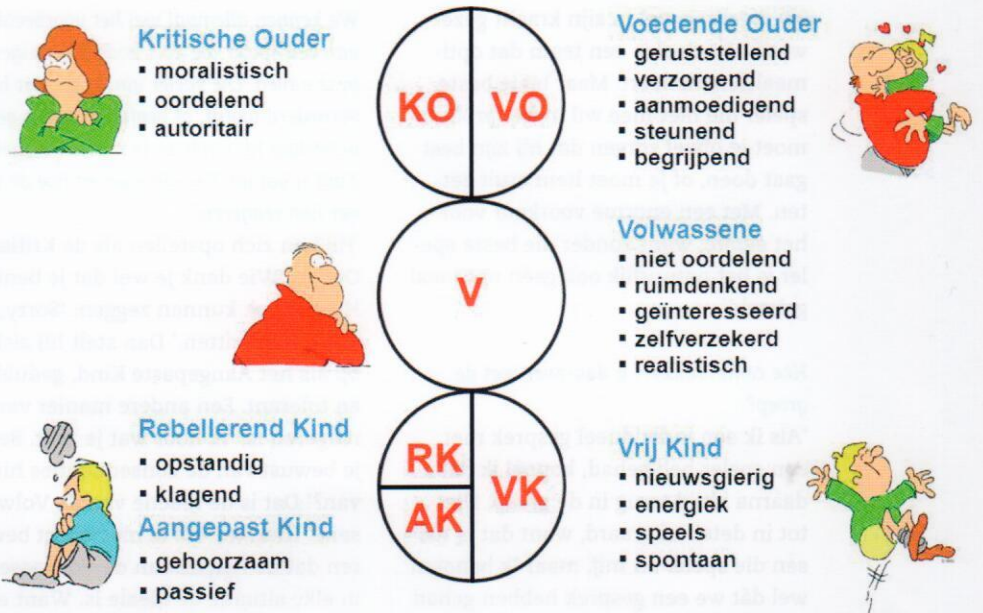 Kritische Ouder
▪ moralistisch
▪ oordelend
▪ autoritair
KO VO
Voedende Ouder
▪ geruststellend
▪ verzorgend
▪ aanmoedigend
▪ steunend
▪ begrijpend
V
Volwassene
▪ niet oordelend
▪ ruimdenkend
▪ geïnteresseerd
▪ zelfverzekerd
▪ realistisch
Rebellerend Kind
▪ opstandig
▪ klagend
Aangepast Kind
▪ gehoorzaam
▪ passief
RK
AK
VK
Vrij Kind
▪ nieuwsgierig
▪ energiek
▪ speels
▪ spontaan